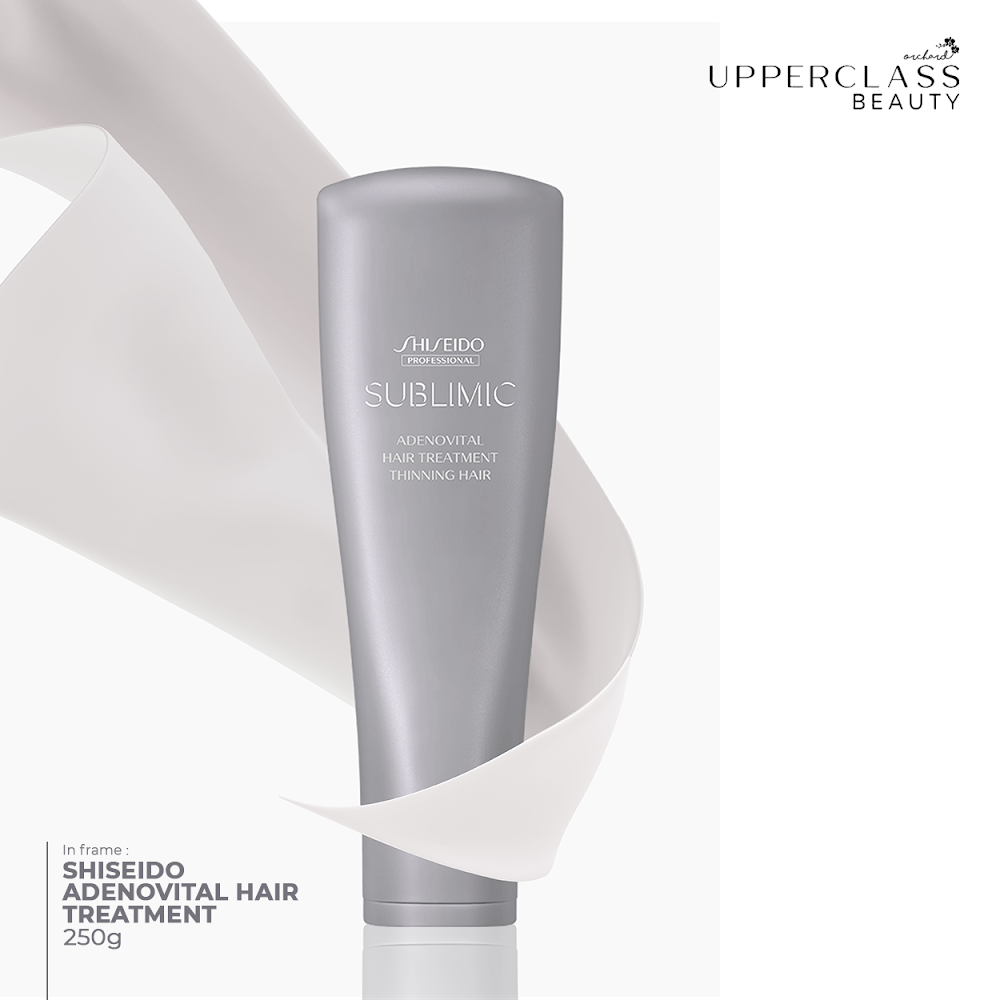 orchard
UPPERCLASS
BEAUTY
SHISEIDO
PROFESSIONAL
SUBLIMIC
ADENOVITAL
HAIR TREATMENT
THINNING HAIR
In frame :
SHISEIDO
ADENOVITAL HAIR
TREATMENT
250g